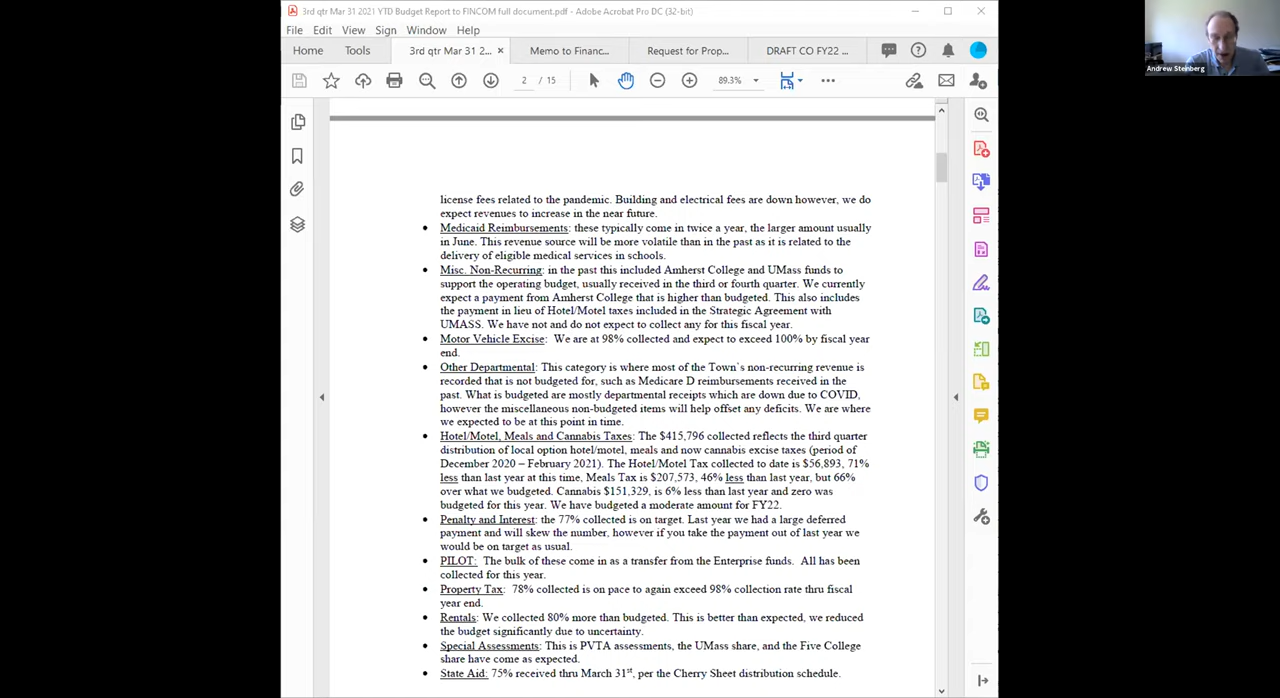 3rd qtr Mar 31 2021 YTD Budget Report to FINCOM full document.pdf - Adobe Acrobat Pro DC (32-bit)
File Edit View Sign Window Help
Home Tools 3rd qtr Mar 31 2... × Memo to Financ... Request for Prop... DRAFT CO FY22 ...
2 / 15 89.3%
Andrew Steinberg
license fees related to the pandemic. Building and electrical fees are down however, we do
expect revenues to increase in the near future.
• Medicaid Reimbursements: these typically come in twice a year, the larger amount usually
in June. This revenue source will be more volatile than in the past as it is related to the
delivery of eligible medical services in schools.
• Misc. Non-Recurring: in the past this included Amherst College and UMass funds to
support the operating budget, usually received in the third or fourth quarter. We currently
expect a payment from Amherst College that is higher than budgeted. This also includes
the payment in lieu of Hotel/Motel taxes included in the Strategic Agreement with
UMASS. We have not and do not expect to collect any for this fiscal year.
• Motor Vehicle Excise: We are at 98% collected and expect to exceed 100% by fiscal year
end.
• Other Departmental: This category is where most of the Town's non-recurring revenue is
recorded that is not budgeted for, such as Medicare D reimbursements received in the
past. What is budgeted are mostly departmental receipts which are down due to COVID,
however the miscellaneous non-budgeted items will help offset any deficits. We are where
we expected to be at this point in time.
• Hotel/Motel, Meals and Cannabis Taxes: The $415,796 collected reflects the third quarter
distribution of local option hotel/motel, meals and now cannabis excise taxes (period of
December 2020 – February 2021). The Hotel/Motel Tax collected to date is $56,893, 71%
less than last year at this time, Meals Tax is $207,573, 46% less than last year, but 66%
over what we budgeted. Cannabis $151,329, is 6% less than last year and zero was
budgeted for this year. We have budgeted a moderate amount for FY22.
• Penalty and Interest: the 77% collected is on target. Last year we had a large deferred
payment and will skew the number, however if you take the payment out of last year we
would be on target as usual.
• PILOT: The bulk of these come in as a transfer from the Enterprise funds. All has been
collected for this year.
• Property Tax: 78% collected is on pace to again exceed 98% collection rate thru fiscal
year end.
• Rentals: We collected 80% more than budgeted. This is better than expected, we reduced
the budget significantly due to uncertainty.
• Special Assessments: This is PVTA assessments, the UMass share, and the Five College
share have come as expected.
• State Aid: 75% received thru March 31st, per the Cherry Sheet distribution schedule.